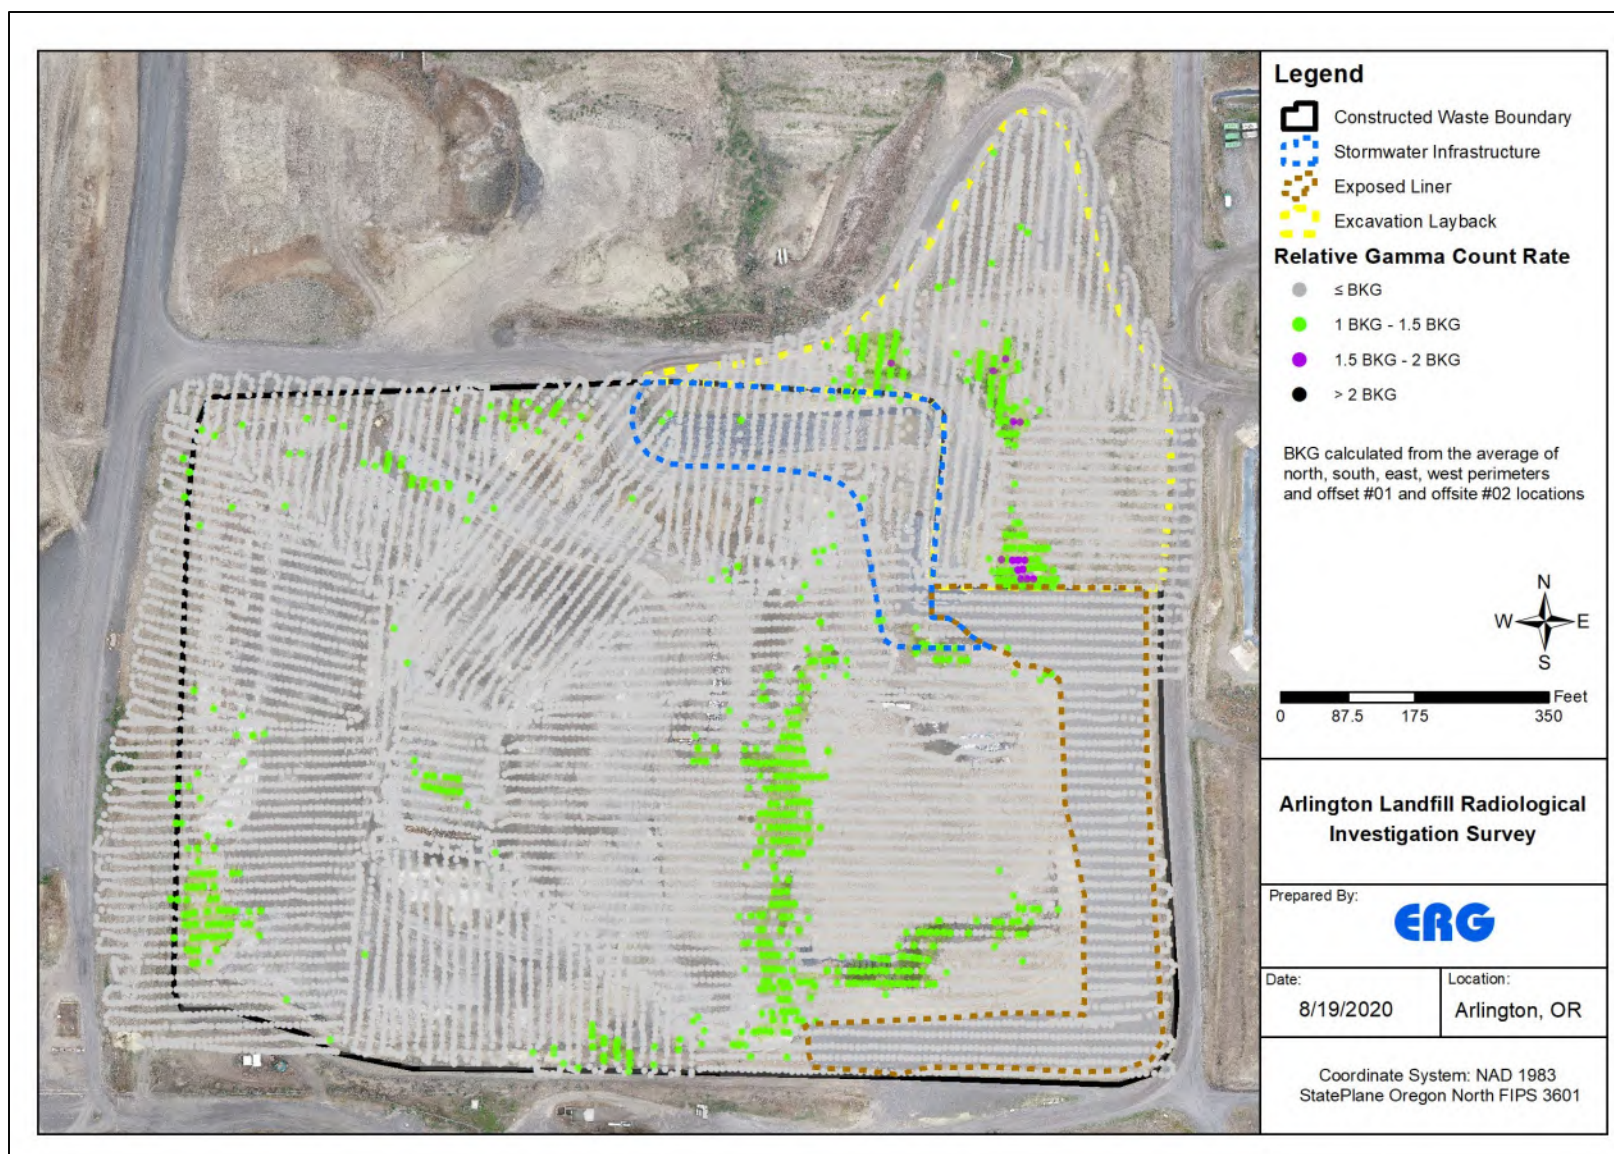 Legend
Constructed Waste Boundary
Stormwater Infrastructure
Exposed Liner
Excavation Layback
Relative Gamma Count Rate
≤ BKG
1 BKG - 1.5 BKG
1.5 BKG - 2 BKG
> 2 BKG
BKG calculated from the average of
north, south, east, west perimeters
and offset #01 and offsite #02 locations
N
W E
S
Feet
0 87.5 175 350
Arlington Landfill Radiological
Investigation Survey
Prepared By:
ERG
Date:
8/19/2020
Location:
Arlington, OR
Coordinate System: NAD 1983
StatePlane Oregon North FIPS 3601